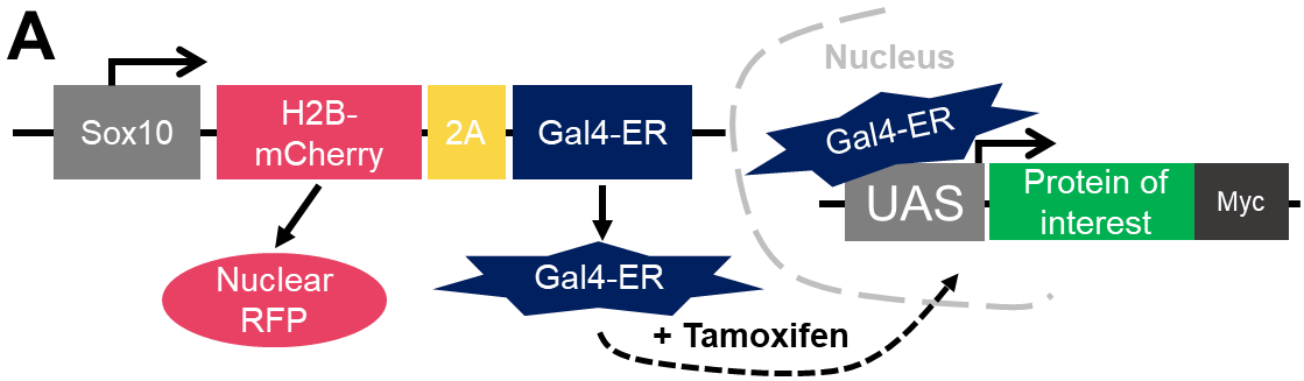 A
Nucleus
Sox10
H2B-
mCherry
2A
Gal4-ER
Gal4-ER
UAS
Protein of
interest
Myc
Nuclear
RFP
Gal4-ER
+ Tamoxifen